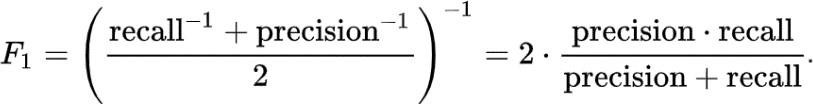 F₁ = ( (recall⁻¹ + precision⁻¹) / 2 )⁻¹ = 2 · (precision · recall) / (precision + recall).